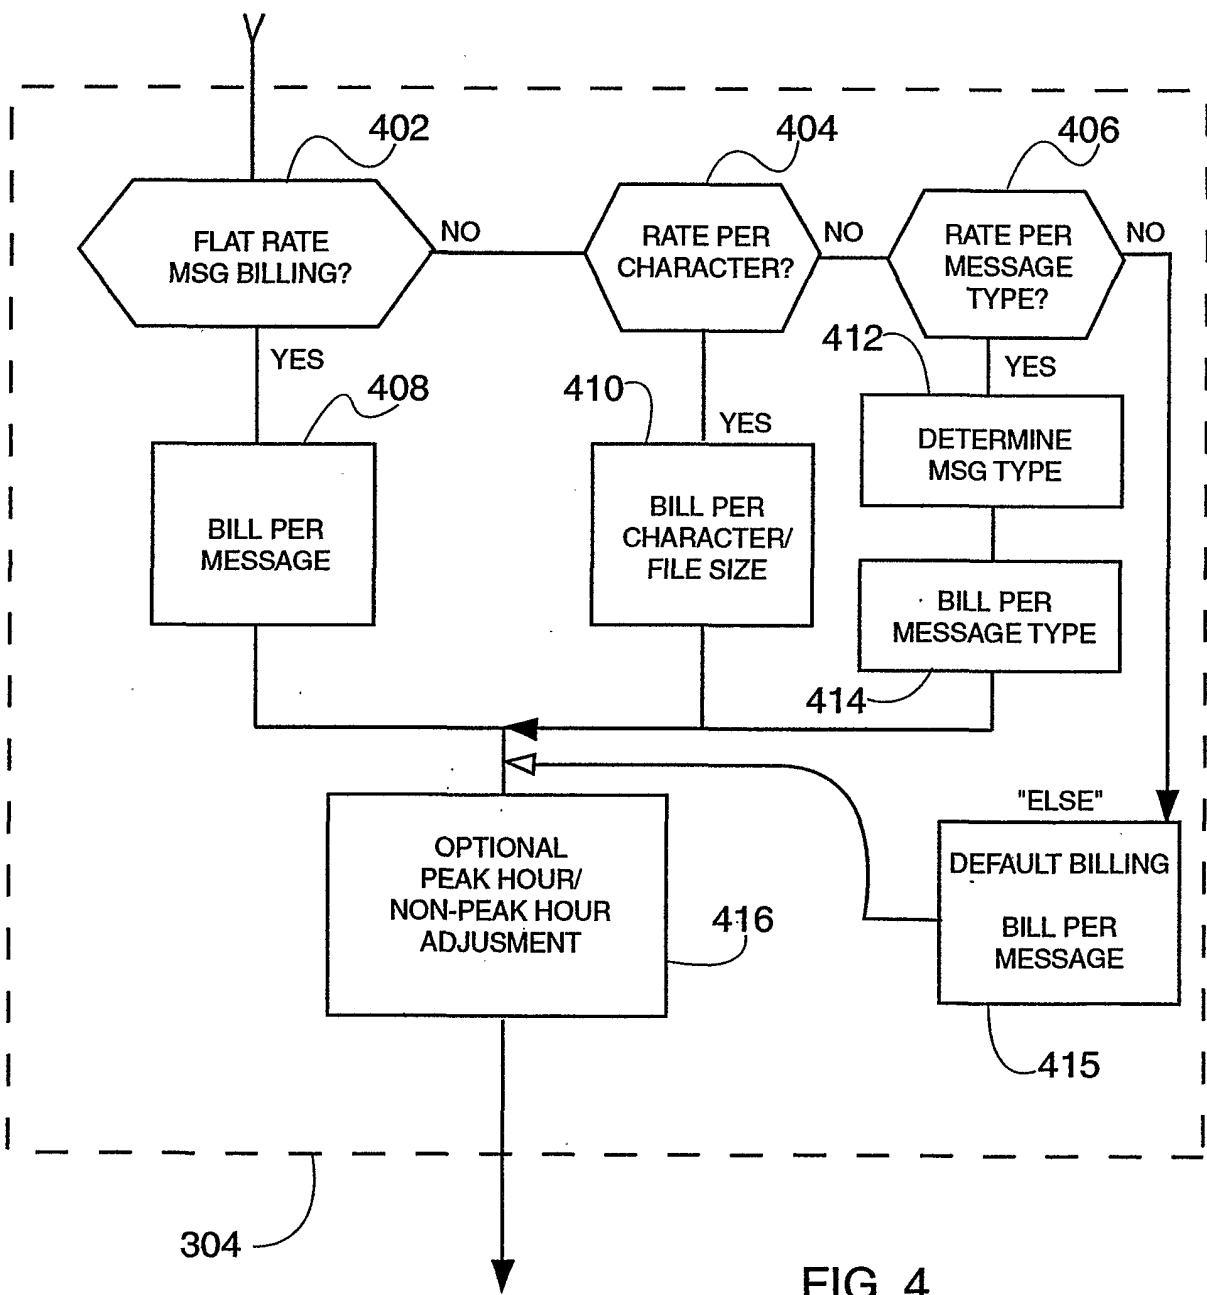 402
404
406
FLAT RATE
MSG BILLING?
NO
RATE PER
CHARACTER?
NO
RATE PER
MESSAGE
TYPE?
NO
YES
408
410
YES
412
YES
BILL PER
MESSAGE
BILL PER
CHARACTER/
FILE SIZE
DETERMINE
MSG TYPE
BILL PER
MESSAGE TYPE
414
"ELSE"
OPTIONAL
PEAK HOUR/
NON-PEAK HOUR
ADJUSMENT
416
DEFAULT BILLING
BILL PER
MESSAGE
415
304
FIG. 4